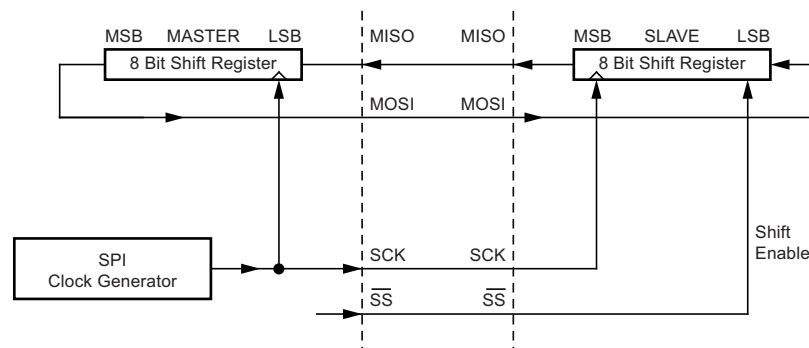 MSB MASTER LSB MISO MISO MSB SLAVE LSB
8 Bit Shift Register 8 Bit Shift Register
MOSI MOSI
SPI
Clock Generator
SCK SCK
Shift
Enable
SS SS